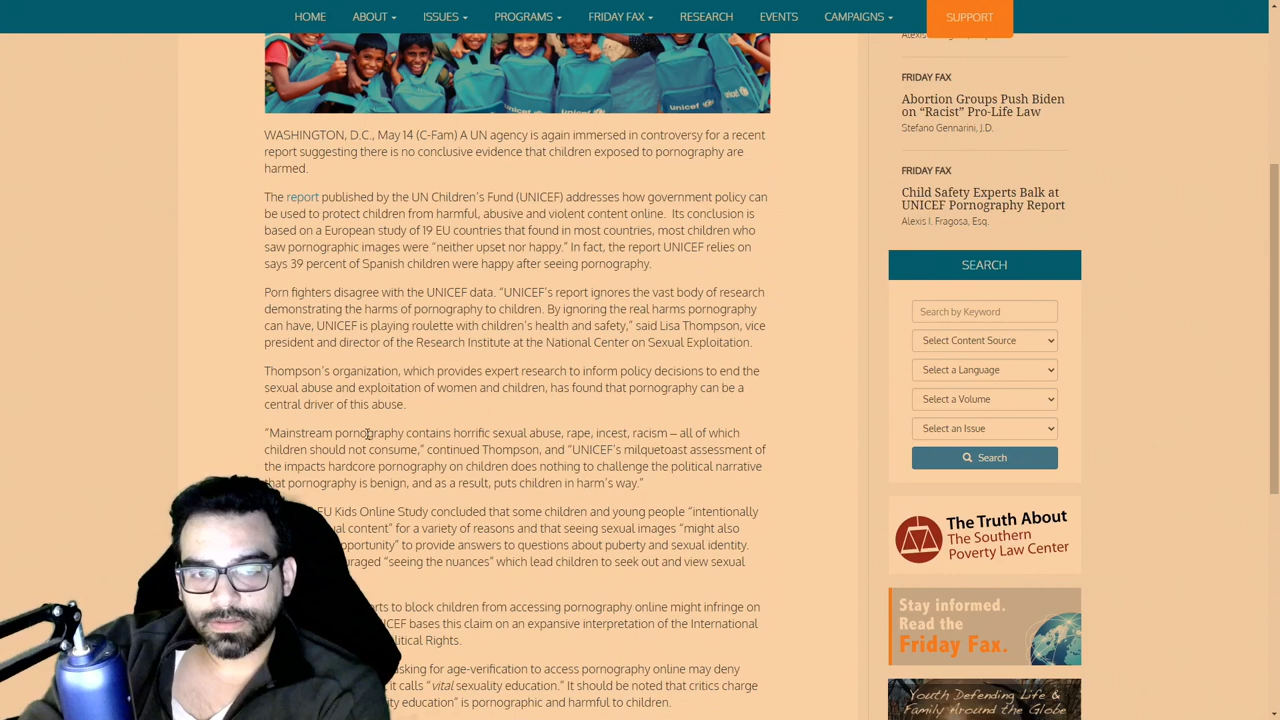 HOME
ABOUT
ISSUES
PROGRAMS
FRIDAY FAX
RESEARCH
EVENTS
CAMPAIGNS
SUPPORT
unicef
unicef
unicef
WASHINGTON, D.C., May 14 (C-Fam) A UN agency is again immersed in controversy for a recent
report suggesting there is no conclusive evidence that children exposed to pornography are
harmed.
The report published by the UN Children’s Fund (UNICEF) addresses how government policy can
be used to protect children from harmful, abusive and violent content online. Its conclusion is
based on a European study of 19 EU countries that found in most countries, most children who
saw pornographic images were “neither upset nor happy.” In fact, the report UNICEF relies on
says 39 percent of Spanish children were happy after seeing pornography.
Porn fighters disagree with the UNICEF data. “UNICEF’s report ignores the vast body of research
demonstrating the harms of pornography to children. By ignoring the real harms pornography
can have, UNICEF is playing roulette with children’s health and safety,” said Lisa Thompson, vice
president and director of the Research Institute at the National Center on Sexual Exploitation.
Thompson’s organization, which provides expert research to inform policy decisions to end the
sexual abuse and exploitation of women and children, has found that pornography can be a
central driver of this abuse.
“Mainstream pornography contains horrific sexual abuse, rape, incest, racism – all of which
children should not consume,” continued Thompson, and “UNICEF’s milquetoast assessment of
the impacts hardcore pornography on children does nothing to challenge the political narrative
that pornography is benign, and as a result, puts children in harm’s way.”
EU Kids Online Study concluded that some children and young people “intentionally
content” for a variety of reasons and that seeing sexual images “might also
opportunity” to provide answers to questions about puberty and sexual identity.
“seeing the nuances” which lead children to seek out and view sexual
to block children from accessing pornography online might infringe on
bases this claim on an expansive interpretation of the International
Political Rights.
asking for age-verification to access pornography online may deny
it calls “vital sexuality education.” It should be noted that critics charge
education” is pornographic and harmful to children.
FRIDAY FAX
Abortion Groups Push Biden
on “Racist” Pro-Life Law
Stefano Gennarini, J.D.
FRIDAY FAX
Child Safety Experts Balk at
UNICEF Pornography Report
Alexis I. Fragosa, Esq.
SEARCH
Search by Keyword
Select Content Source
Select a Language
Select a Volume
Select an Issue
Search
The Truth About
The Southern
Poverty Law Center
Stay informed.
Read the
Friday Fax.
Youth Defending Life &
Family Around the Globe